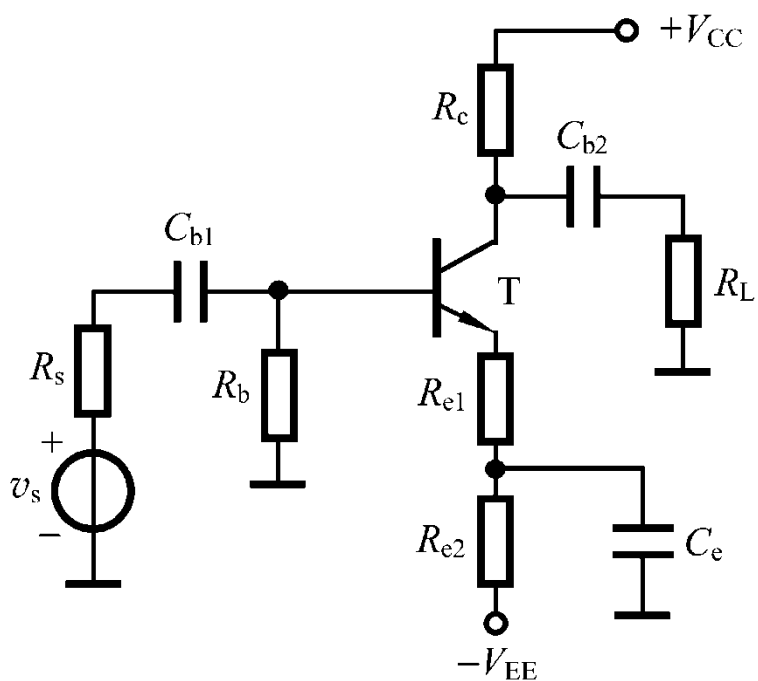 +V_CC
R_c
C_b2
C_b1
T
R_L
R_s
R_b
R_e1
+
v_s
−
R_e2
C_e
−V_EE